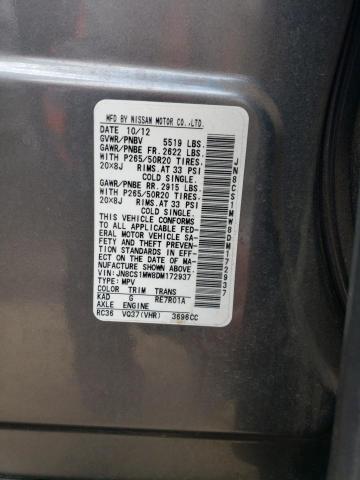 MFD BY NISSAN MOTOR CO.,LTD.
DATE 10/12
GVWR/PNBV 5519 LBS.
GAWR/PNBE FR. 2622 LBS.
WITH P265/50R20 TIRES,
20X8J RIMS.AT 33 PSI
COLD SINGLE.
GAWR/PNBE RR. 2915 LBS.
WITH P265/50R20 TIRES,
20X8J RIMS.AT 33 PSI
COLD SINGLE.
THIS VEHICLE CONFORMS TO
ALL APPLICABLE FED-
ERAL MOTOR VEHICLE SA-
FETY AND THEFT PREV-
ENTION STANDARDS IN EFF-
ECT ON THE DATE OF MA-
NUFACTURE SHOWN ABOVE.
VIN: JN8CS1MW8DM172937
TYPE: MPV
COLOR TRIM TRANS
KAD G RE7R01A
AXLE ENGINE
RC36 VQ37(VHR) 3696CC
JN8CS1MW8DM172937